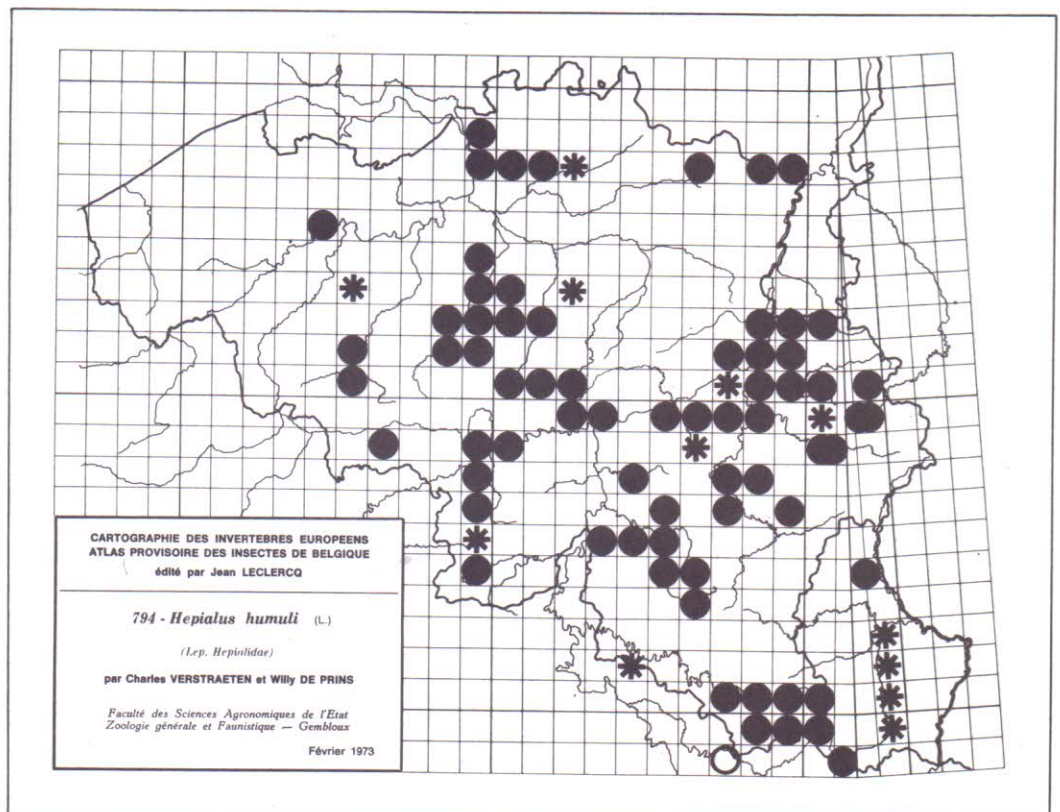 CARTOGRAPHIE DES INVERTEBRES EUROPEENS
ATLAS PROVISOIRE DES INSECTES DE BELGIQUE
édité par Jean LECLERCQ
794 - Hepialus humuli (L.)
(Lep. Hepialidae)
par Charles VERSTRAETEN et Willy DE PRINS
Faculté des Sciences Agronomiques de l'Etat
Zoologie générale et Faunistique — Gembloux
Février 1973